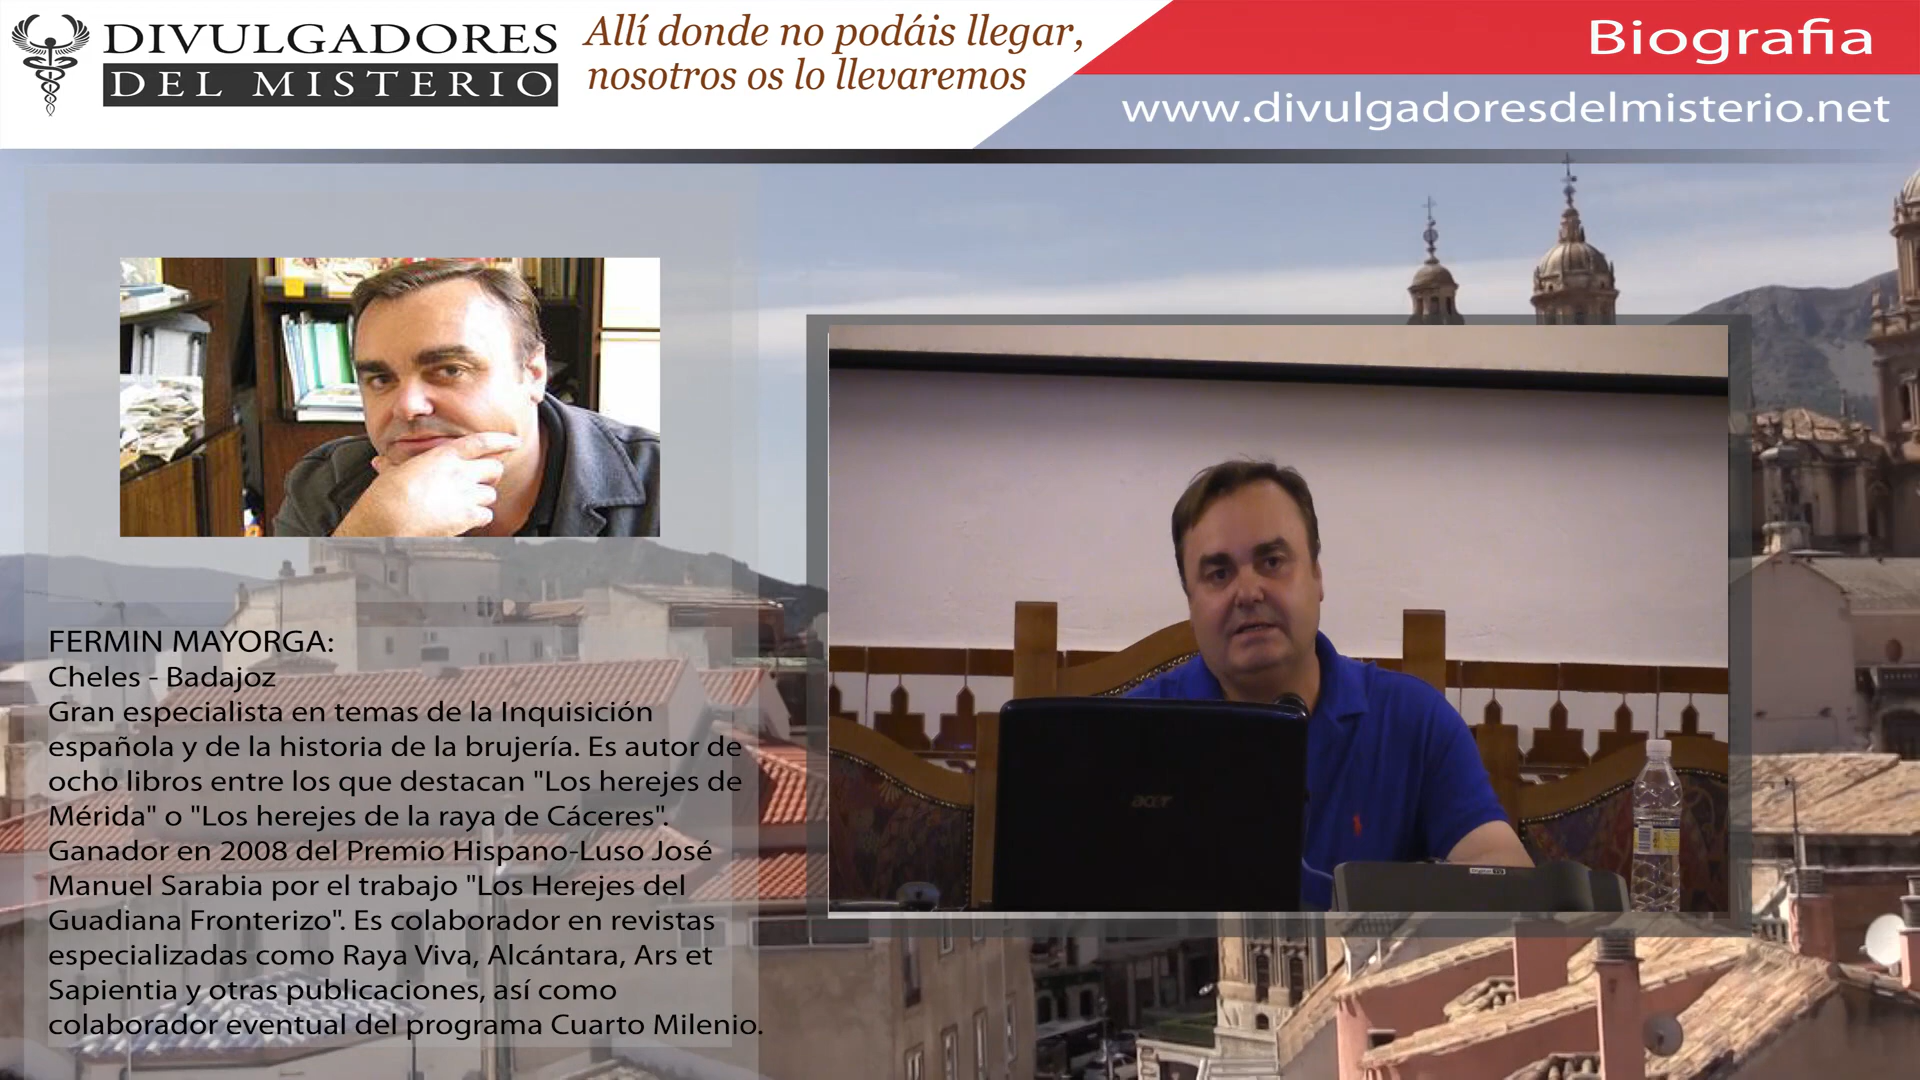 DIVULGADORES
DEL MISTERIO
Allí donde no podáis llegar,
nosotros os lo llevaremos
Biografia
www.divulgadoresdelmisterio.net
FERMIN MAYORGA:
Cheles - Badajoz
Gran especialista en temas de la Inquisición
española y de la historia de la brujería. Es autor de
ocho libros entre los que destacan "Los herejes de
Mérida" o "Los herejes de la raya de Cáceres".
Ganador en 2008 del Premio Hispano-Luso José
Manuel Sarabia por el trabajo "Los Herejes del
Guadiana Fronterizo". Es colaborador en revistas
especializadas como Raya Viva, Alcántara, Ars et
Sapientia y otras publicaciones, así como
colaborador eventual del programa Cuarto Milenio.
acer